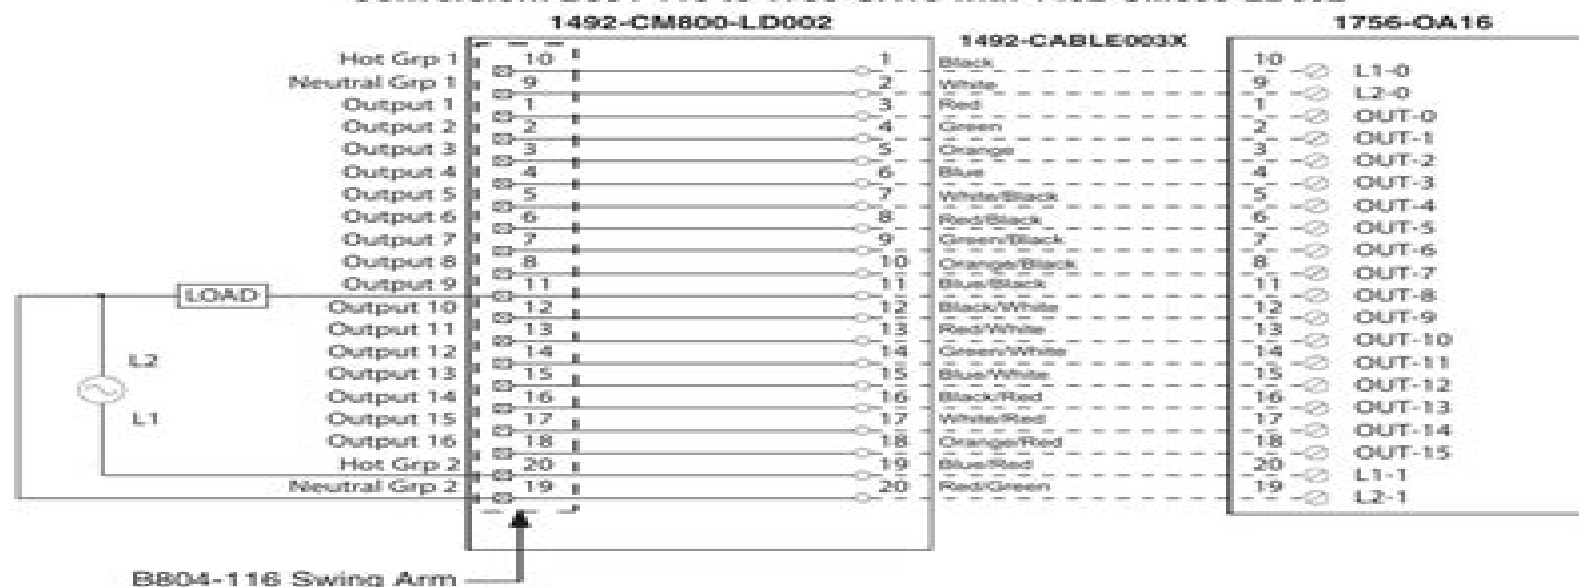 1492-CM800-LD002
1756-OA16
1492-CABLE003X
Hot Grp 1 10 1 Black 10 L1-0
Neutral Grp 1 9 2 White 9 L2-0
Output 1 1 3 Red 1 OUT-0
Output 2 2 4 Green 2 OUT-1
Output 3 3 5 Orange 3 OUT-2
Output 4 4 6 Blue 4 OUT-3
Output 5 5 7 White/Black 5 OUT-4
Output 6 6 8 Red/Black 6 OUT-5
Output 7 7 9 Green/Black 7 OUT-6
Output 8 8 10 Orange/Black 8 OUT-7
Output 9 11 11 Blue/Black 11 OUT-8
LOAD
Output 10 12 12 Black/White 12 OUT-9
Output 11 13 13 Red/White 13 OUT-10
Output 12 14 14 Green/White 14 OUT-11
L2
Output 13 15 15 Blue/White 15 OUT-12
Output 14 16 16 Black/Red 16 OUT-13
L1
Output 15 17 17 White/Red 17 OUT-14
Output 16 18 18 Orange/Red 18 OUT-15
Hot Grp 2 20 19 Blue/Red 20 L1-1
Neutral Grp 2 19 20 Red/Green 19 L2-1
B804-116 Swing Arm